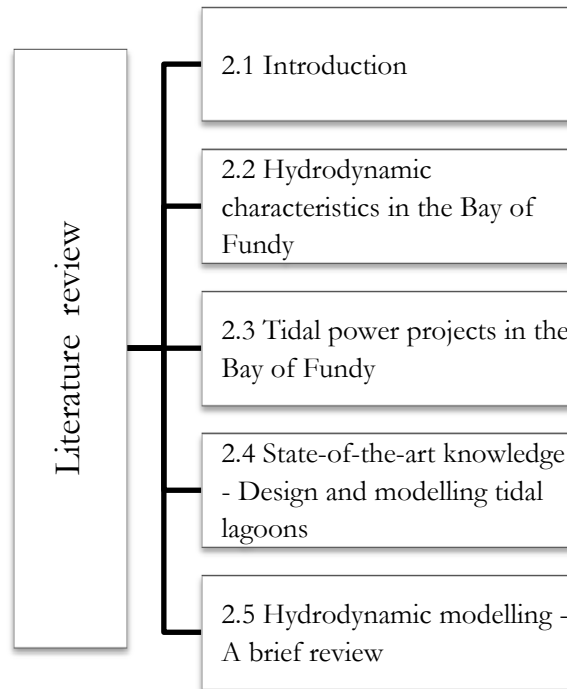 Literature review
2.1 Introduction
2.2 Hydrodynamic
characteristics in the Bay of
Fundy
2.3 Tidal power projects in the
Bay of Fundy
2.4 State-of-the-art knowledge
- Design and modelling tidal
lagoons
2.5 Hydrodynamic modelling -
A brief review